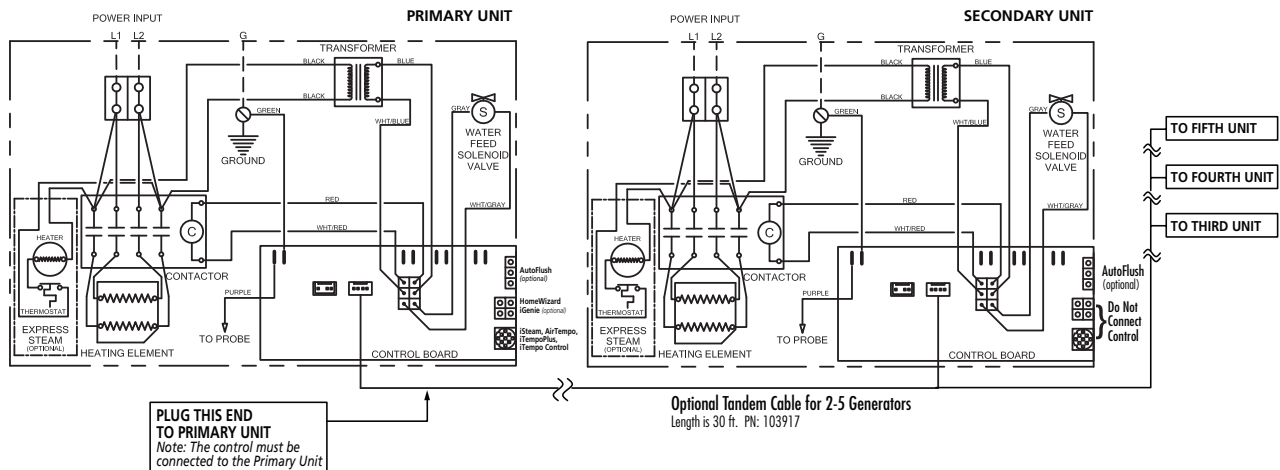 POWER INPUT
PRIMARY UNIT
L1 L2
G
TRANSFORMER
BLACK
BLUE
BLACK
GRAY
S
GREEN
WHT/BLUE
WATER
FEED
SOLENOID
VALVE
GROUND
RED
WHT/GRAY
HEATER
C
WHT/RED
CONTACTOR
AutoFlush
(optional)
PURPLE
THERMOSTAT
HomeWizard
iGenie (optional)
TO PROBE
EXPRESS
STEAM
(OPTIONAL)
HEATING ELEMENT
iSteam, AirTempo,
iTempoPlus,
iTempo Control
CONTROL BOARD
POWER INPUT
SECONDARY UNIT
L1 L2
G
TRANSFORMER
BLACK
BLUE
BLACK
GRAY
S
GREEN
WHT/BLUE
WATER
FEED
SOLENOID
VALVE
GROUND
RED
WHT/GRAY
HEATER
C
WHT/RED
CONTACTOR
AutoFlush
(optional)
PURPLE
THERMOSTAT
Do Not
Connect
Control
TO PROBE
EXPRESS
STEAM
(OPTIONAL)
HEATING ELEMENT
CONTROL BOARD
TO FIFTH UNIT
TO FOURTH UNIT
TO THIRD UNIT
PLUG THIS END
TO PRIMARY UNIT
Note: The control must be
connected to the Primary Unit
Optional Tandem Cable for 2-5 Generators
Length is 30 ft. PN: 103917